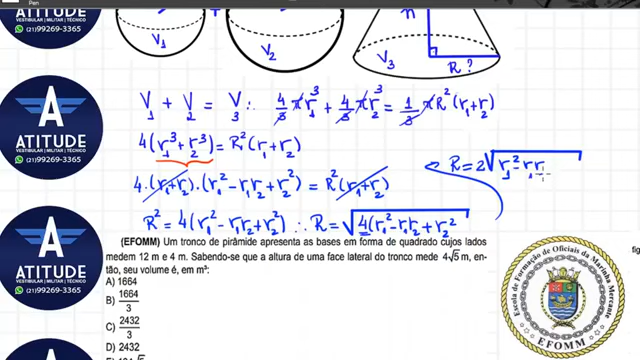 Pen
ATITUDE
VESTIBULAR | MILITAR | TÉCNICO
(21)99269-3365
V₁
V₂
V₃
h
R ?
V₁ + V₂ = V₃ ∴ 4/3 π r₁³ + 4/3 π r₂³ = 1/3 π R² (r₁+r₂)
ATITUDE
VESTIBULAR | MILITAR | TÉCNICO
(21)99269-3365
4(r₁³+r₂³) = R²(r₁+r₂)
R = 2√r₁² - r₁r₂
4·(r₁+r₂)·(r₁²-r₁r₂+r₂²) = R²(r₁+r₂)
R² = 4(r₁²-r₁r₂+r₂²) ∴ R = √4(r₁²-r₁r₂+r₂²
ATITUDE
VESTIBULAR | MILITAR | TÉCNICO
(21)99269-3365
(EFOMM) Um tronco de pirâmide apresenta as bases em forma de quadrado cujos lados
medem 12 m e 4 m. Sabendo-se que a altura de uma face lateral do tronco mede 4√5 m, en-
tão, seu volume é, em m³:
A) 1664
B) 1664/3
C) 2432/3
D) 2432
Escola de Formação de Oficiais da Marinha Mercante
EFOMM
fig